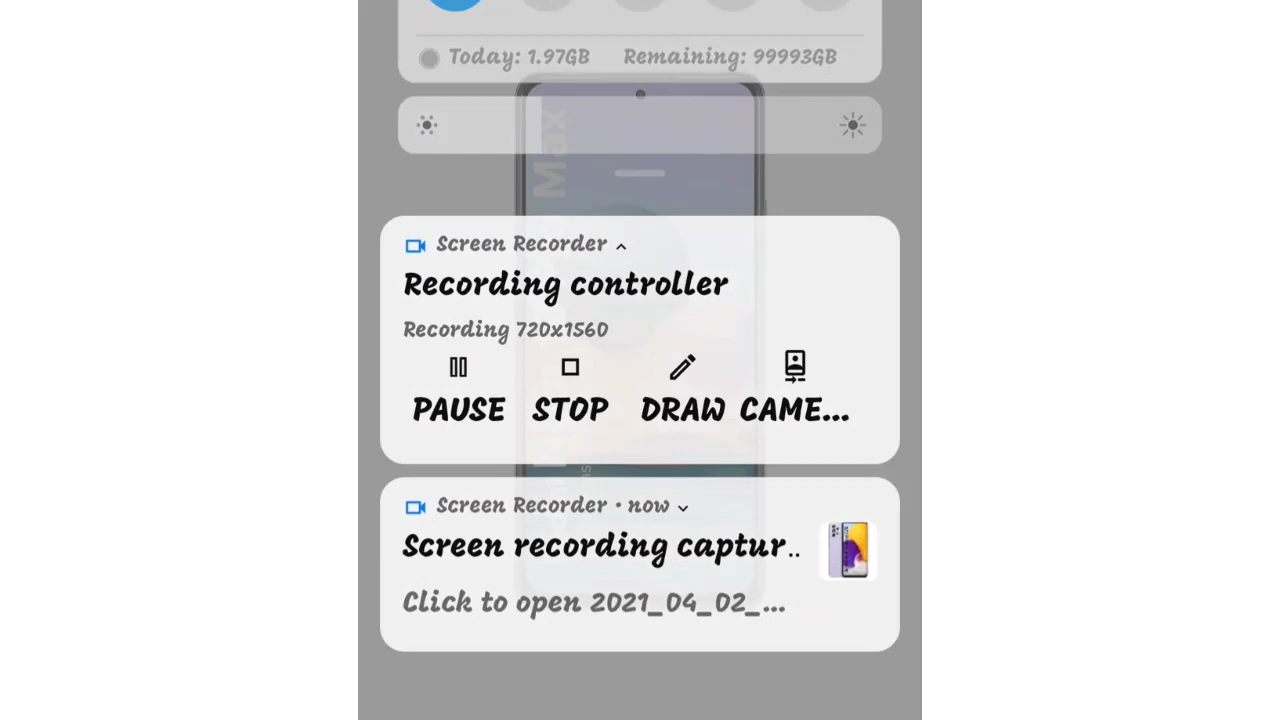 Today: 1.97GB Remaining: 99993GB
Max
Screen Recorder
Recording controller
Recording 720x1560
PAUSE STOP DRAW CAME...
Screen Recorder • now
Screen recording captur..
Click to open 2021_04_02_...